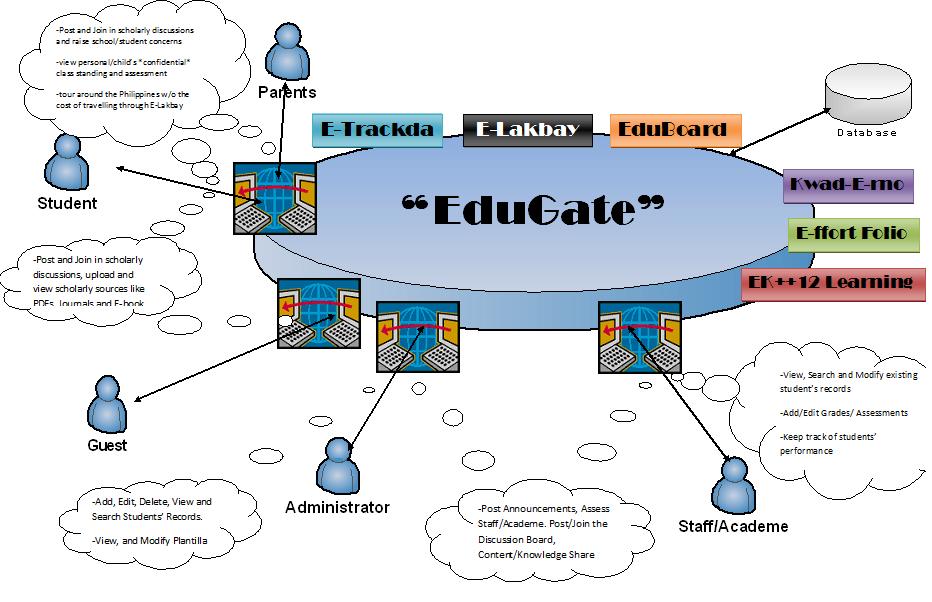 -Post and Join in scholarly discussions
and raise school/student concerns
-view personal/child's *confidential*
class standing and assessment
-tour around the Philippines w/o the
cost of travelling through E-Lakbay
Parents
Student
E-Trackda
E-Lakbay
EduBoard
Database
"EduGate"
Kwad-E-rno
E-ffort Folio
EK++12 Learning
-Post and Join in scholarly
discussions, upload and
view scholarly sources like
PDFs, Journals and E-book
Guest
Administrator
Staff/Academe
-View, Search and Modify existing
student's records
-Add/Edit Grades/ Assessments
-Keep track of students'
performance
-Add, Edit, Delete, View and
Search Students' Records.
-View, and Modify Plantilla
-Post Announcements, Assess
Staff/Academe. Post/Join the
Discussion Board,
Content/Knowledge Share